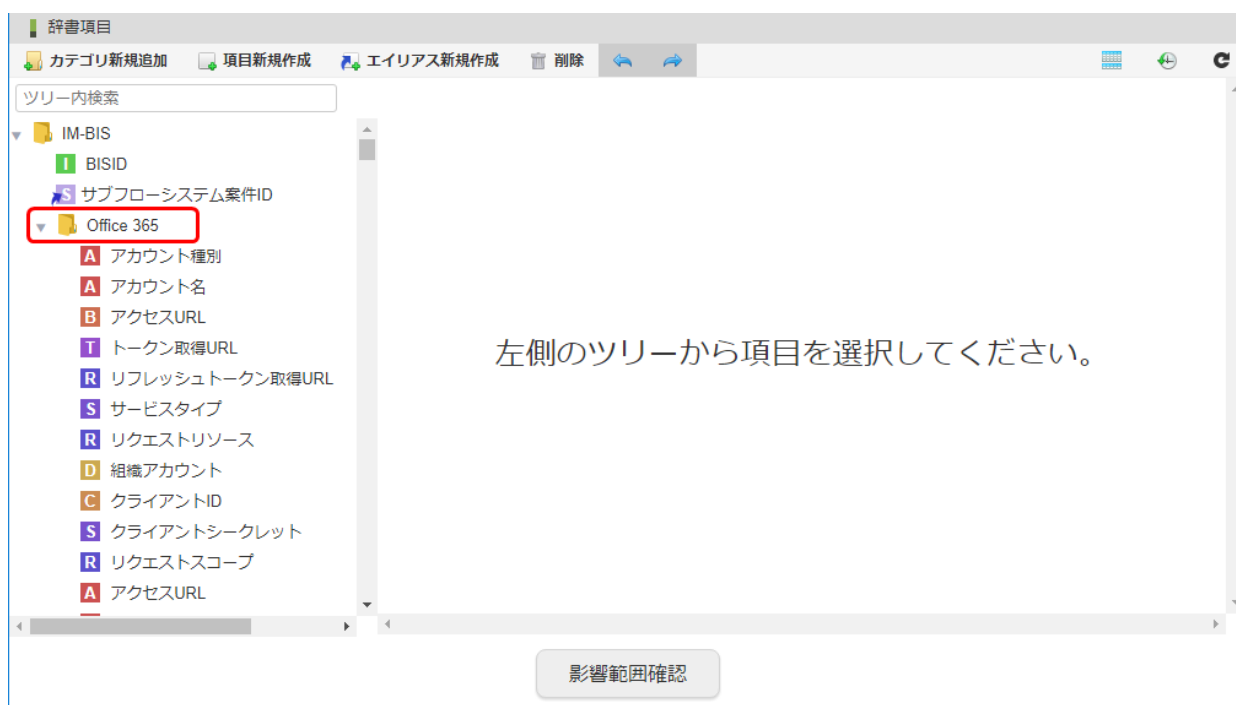 辞書項目
カテゴリ新規追加 項目新規作成 エイリアス新規作成 削除
ツリー内検索
IM-BIS
I BISID
S サブフローシステム案件ID
Office 365
A アカウント種別
A アカウント名
B アクセスURL
T トークン取得URL
R リフレッシュトークン取得URL
S サービスタイプ
R リクエストリソース
D 組織アカウント
C クライアントID
S クライアントシークレット
R リクエストスコープ
A アクセスURL
左側のツリーから項目を選択してください。
影響範囲確認